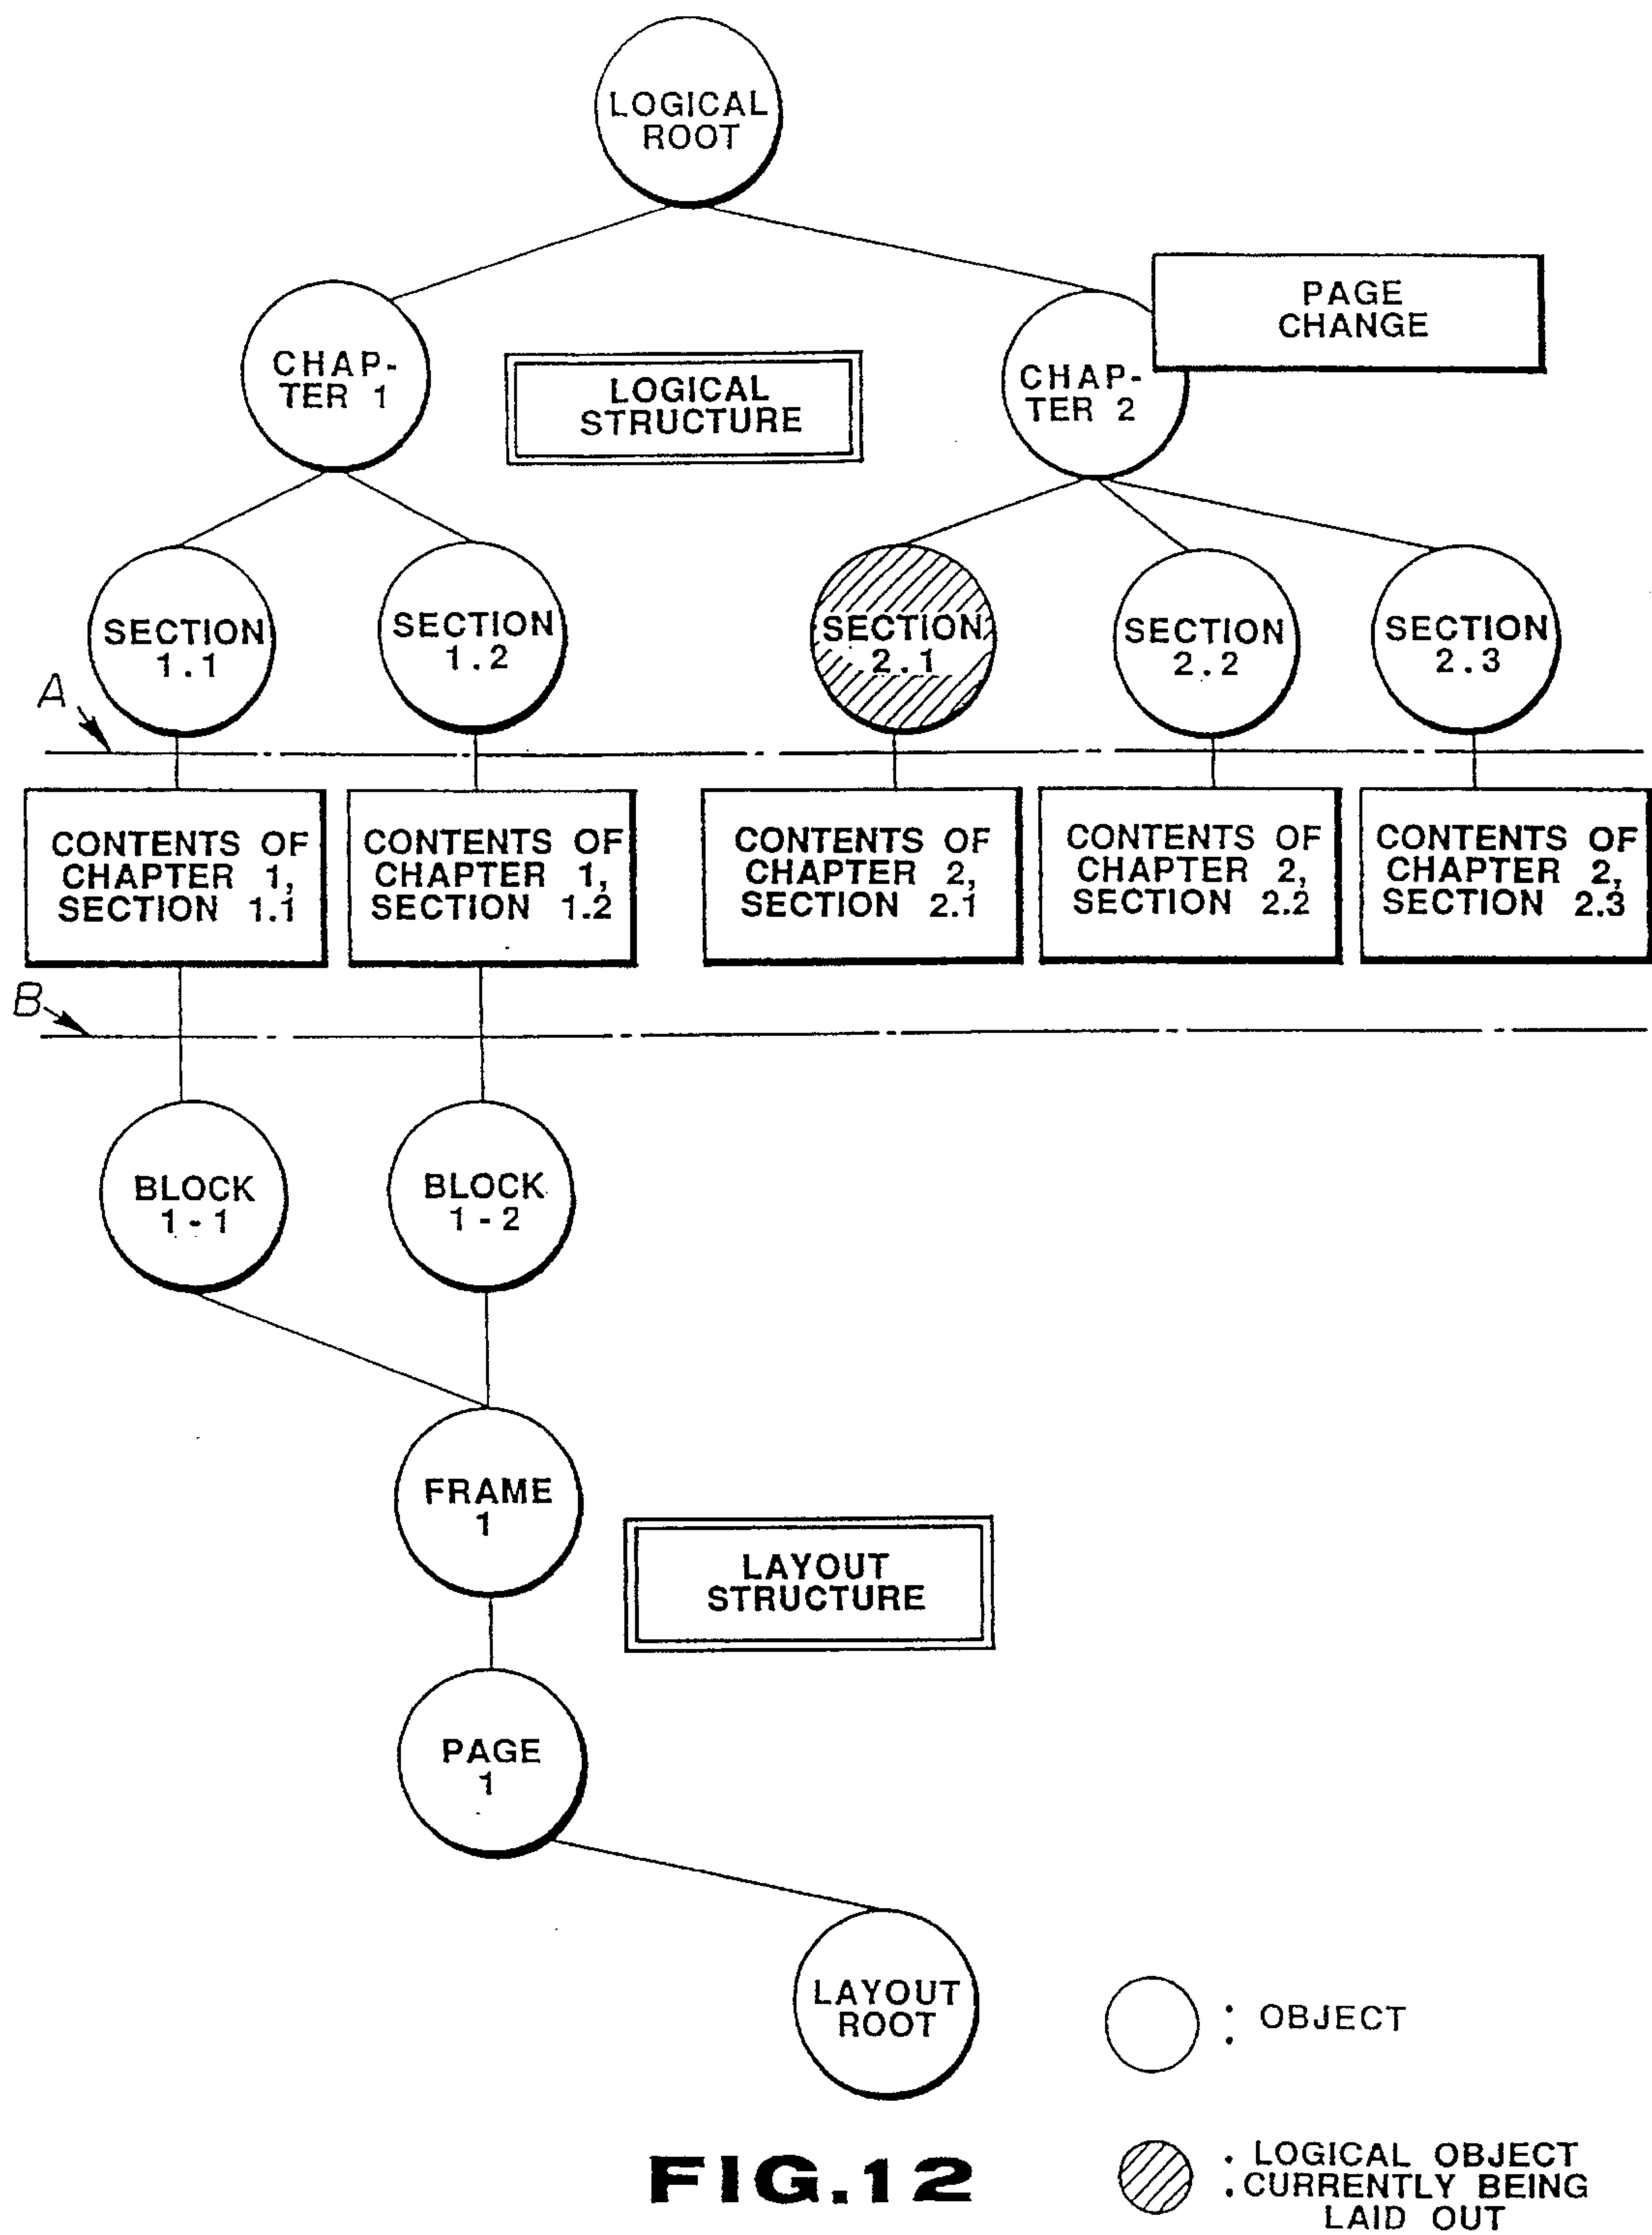 LOGICAL
ROOT
PAGE
CHANGE
CHAP-
TER 1
LOGICAL
STRUCTURE
CHAP-
TER 2
SECTION
1.1
SECTION
1.2
SECTION
2.1
SECTION
2.2
SECTION
2.3
A
CONTENTS OF
CHAPTER 1,
SECTION 1.1
CONTENTS OF
CHAPTER 1,
SECTION 1.2
CONTENTS OF
CHAPTER 2,
SECTION 2.1
CONTENTS OF
CHAPTER 2,
SECTION 2.2
CONTENTS OF
CHAPTER 2,
SECTION 2.3
B
BLOCK
1-1
BLOCK
1-2
FRAME
1
LAYOUT
STRUCTURE
PAGE
1
LAYOUT
ROOT
: OBJECT
: LOGICAL OBJECT
CURRENTLY BEING
LAID OUT
FIG.12